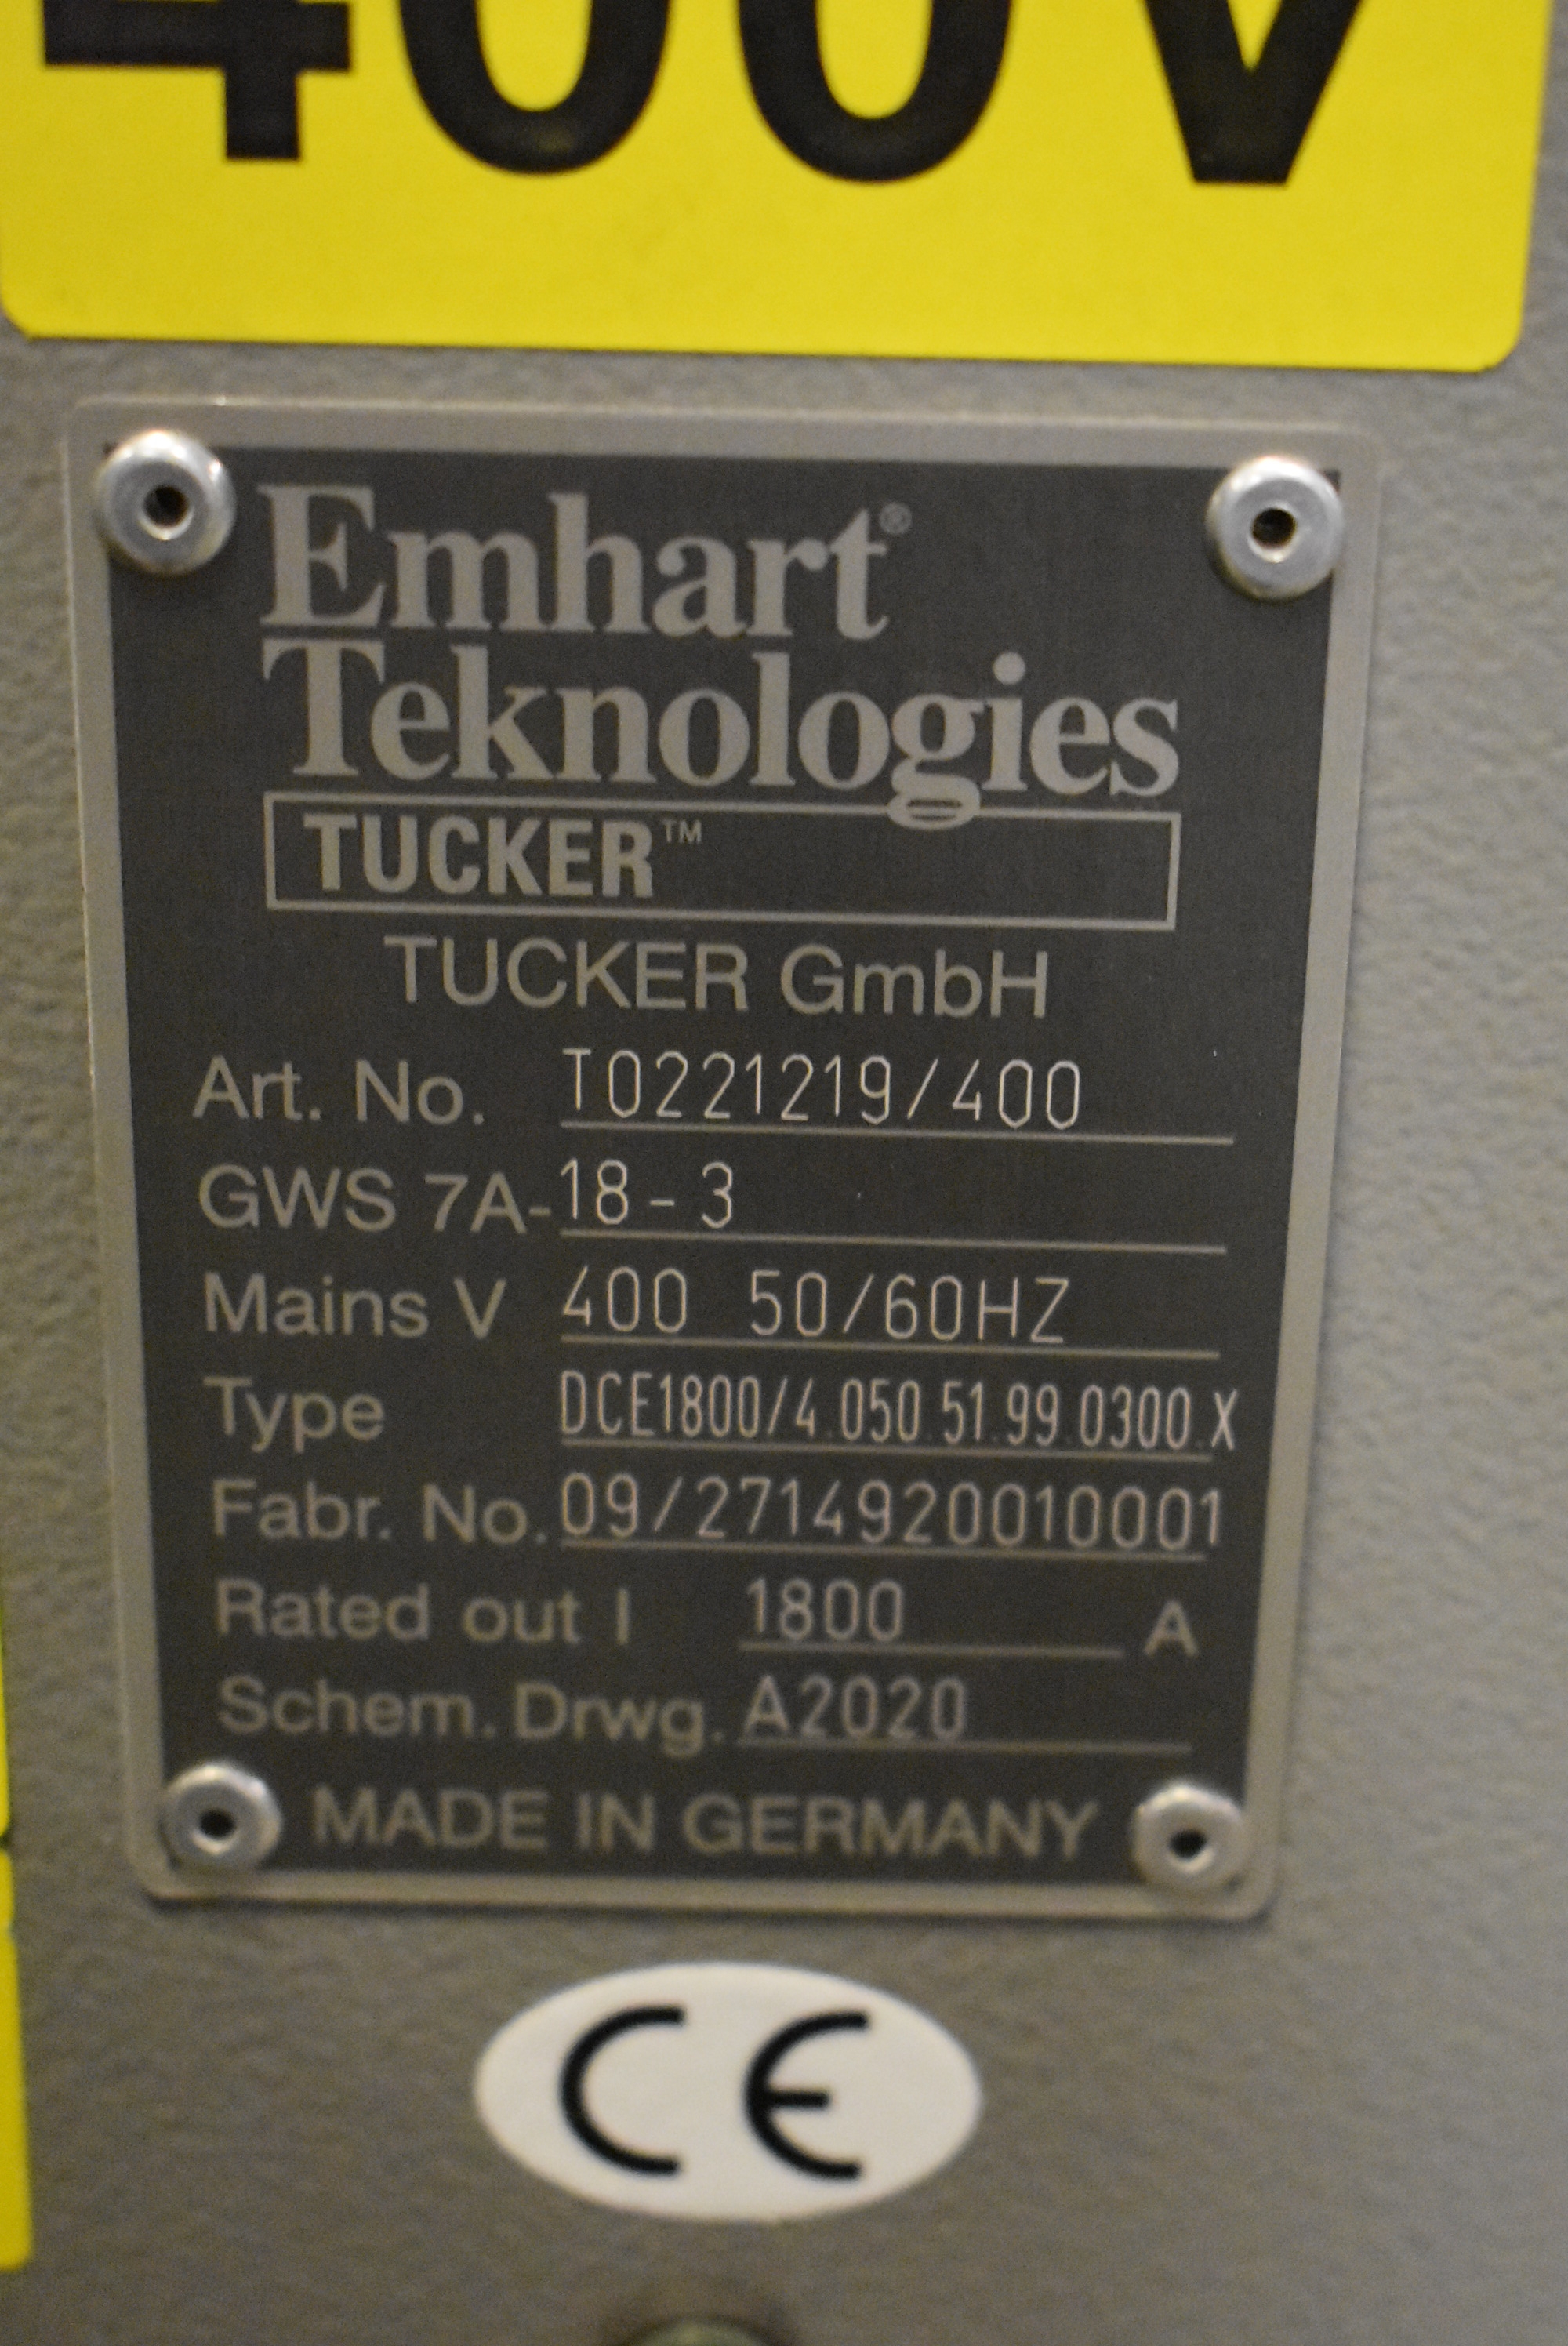 400V
Emhart®
Teknologies
TUCKER™
TUCKER GmbH
Art. No. T0221219/400
GWS 7A-18-3
Mains V 400 50/60HZ
Type DCE1800/4.050.51.99.0300.X
Fabr. No. 09/2714920010001
Rated out I 1800 A
Schem. Drwg. A2020
MADE IN GERMANY
CE